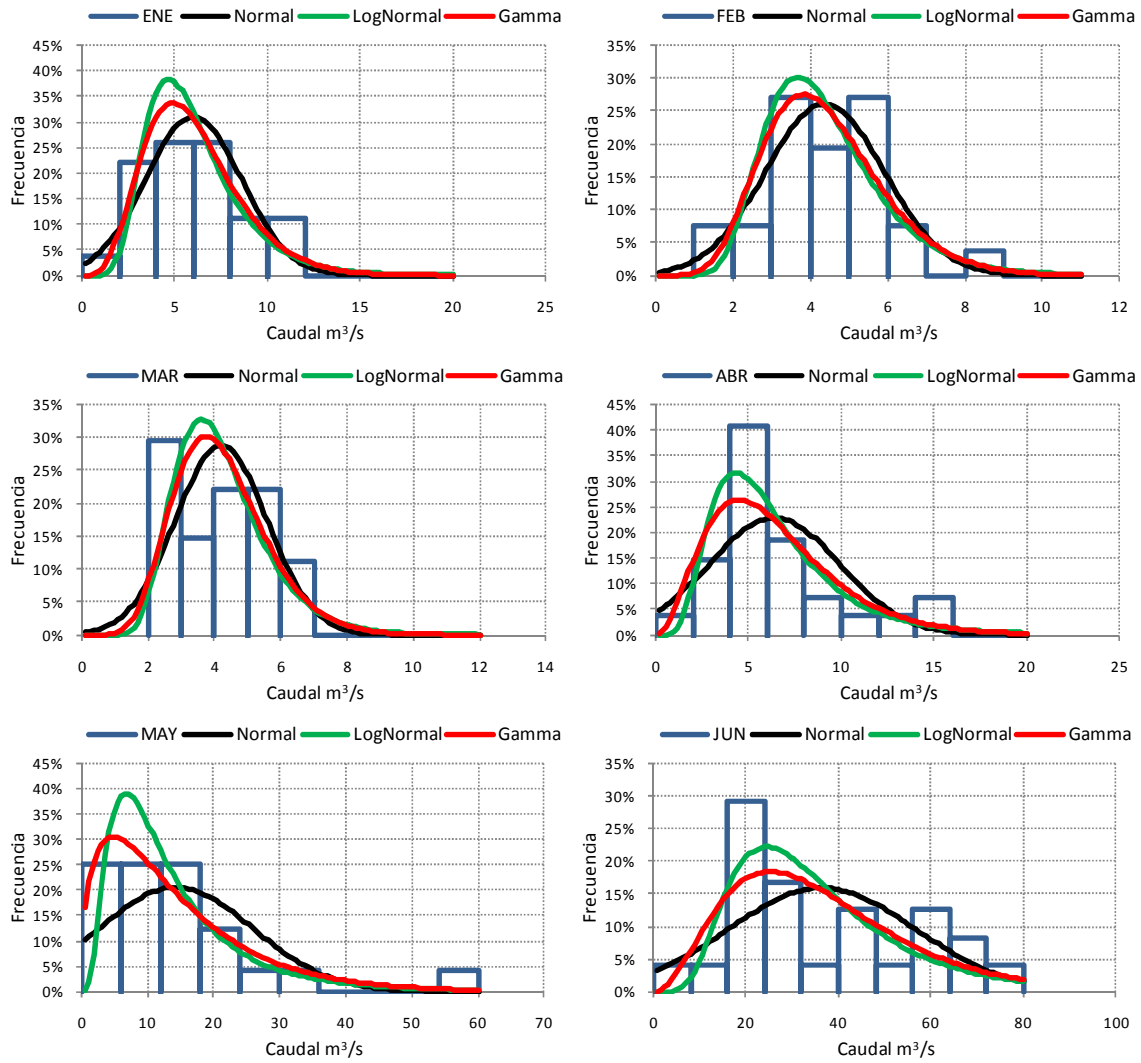 ENE Normal LogNormal Gamma
45%
40%
35%
30%
25%
20%
15%
10%
5%
0%
Frecuencia
0 5 10 15 20 25
Caudal m³/s
FEB Normal LogNormal Gamma
35%
30%
25%
20%
15%
10%
5%
0%
Frecuencia
0 2 4 6 8 10 12
Caudal m³/s
MAR Normal LogNormal Gamma
35%
30%
25%
20%
15%
10%
5%
0%
Frecuencia
0 2 4 6 8 10 12 14
Caudal m³/s
ABR Normal LogNormal Gamma
45%
40%
35%
30%
25%
20%
15%
10%
5%
0%
Frecuencia
0 5 10 15 20 25
Caudal m³/s
MAY Normal LogNormal Gamma
45%
40%
35%
30%
25%
20%
15%
10%
5%
0%
Frecuencia
0 10 20 30 40 50 60 70
Caudal m³/s
JUN Normal LogNormal Gamma
35%
30%
25%
20%
15%
10%
5%
0%
Frecuencia
0 20 40 60 80 100
Caudal m³/s